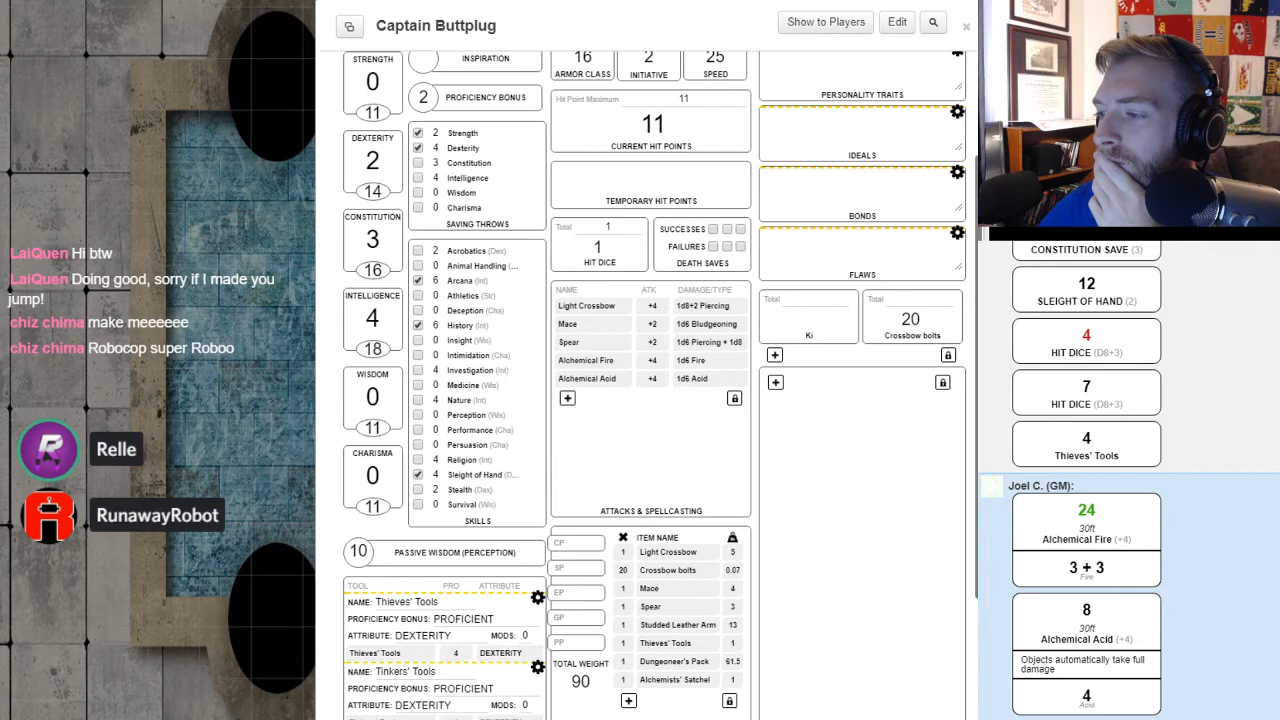 Captain Buttplug
Show to Players
Edit
STRENGTH
0
11
DEXTERITY
2
14
CONSTITUTION
3
16
INTELLIGENCE
4
18
WISDOM
0
11
CHARISMA
0
11
INSPIRATION
2 PROFICIENCY BONUS
2 Strength
4 Dexterity
3 Constitution
4 Intelligence
0 Wisdom
0 Charisma
SAVING THROWS
2 Acrobatics (Dex)
0 Animal Handling (...
6 Arcana (Int)
0 Athletics (Str)
0 Deception (Cha)
6 History (Int)
0 Insight (Wis)
0 Intimidation (Cha)
4 Investigation (Int)
0 Medicine (Wis)
4 Nature (Int)
0 Perception (Wis)
0 Performance (Cha)
0 Persuasion (Cha)
4 Religion (Int)
4 Sleight of Hand (D...
2 Stealth (Dex)
0 Survival (Wis)
SKILLS
10 PASSIVE WISDOM (PERCEPTION)
TOOL PRO ATTRIBUTE
NAME: Thieves' Tools
PROFICIENCY BONUS: PROFICIENT
ATTRIBUTE: DEXTERITY MODS: 0
Thieves' Tools 4 DEXTERITY
NAME: Tinkers' Tools
PROFICIENCY BONUS: PROFICIENT
ATTRIBUTE: DEXTERITY MODS: 0
16 2 25
ARMOR CLASS INITIATIVE SPEED
Hit Point Maximum 11
11
CURRENT HIT POINTS
TEMPORARY HIT POINTS
Total 1
1
HIT DICE
SUCCESSES
FAILURES
DEATH SAVES
NAME ATK DAMAGE/TYPE
Light Crossbow +4 1d8+2 Piercing
Mace +2 1d6 Bludgeoning
Spear +2 1d6 Piercing + 1d8
Alchemical Fire +4 1d6 Fire
Alchemical Acid +4 1d6 Acid
ATTACKS & SPELLCASTING
CP
SP
EP
GP
PP
TOTAL WEIGHT
90
ITEM NAME
1 Light Crossbow 5
20 Crossbow bolts 0.07
1 Mace 4
1 Spear 3
1 Studded Leather Arm 13
1 Thieves' Tools 1
1 Dungeoneer's Pack 61.5
1 Alchemists' Satchel 1
PERSONALITY TRAITS
IDEALS
BONDS
FLAWS
Total
Ki
Total
20
Crossbow bolts
LaiQuen Hi btw
LaiQuen Doing good, sorry if I made you
jump!
chiz chima make meeeeee
chiz chima Robocop super Roboo
R Relle
RunawayRobot
CONSTITUTION SAVE (3)
12
SLEIGHT OF HAND (2)
4
HIT DICE (D8+3)
7
HIT DICE (D8+3)
4
Thieves' Tools
Joel C. (GM):
24
30ft
Alchemical Fire (+4)
3 + 3
Fire
8
30ft
Alchemical Acid (+4)
Objects automatically take full
damage
4
Acid